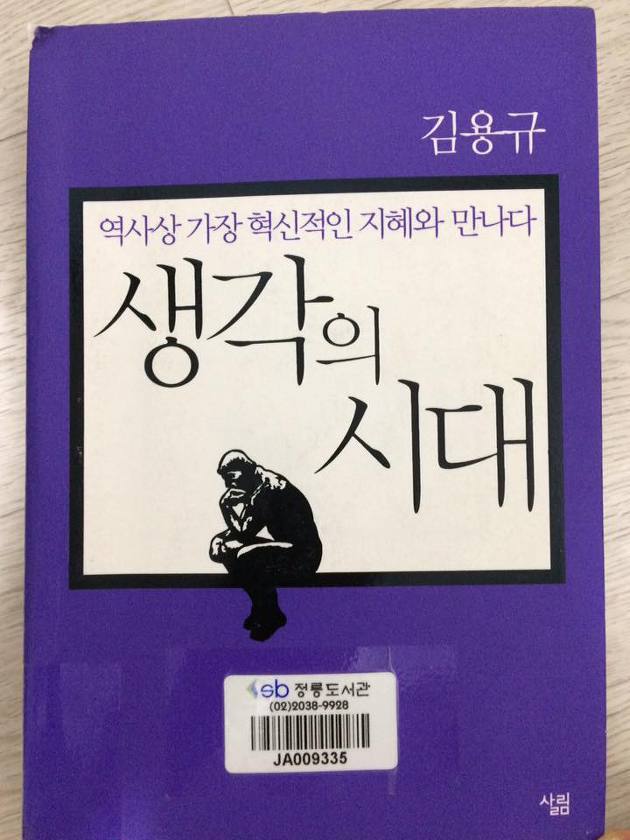 김용규
역사상 가장 혁신적인 지혜와 만나다
생각의
시대
sb 정릉도서관
(02)2038-9928
JA009335
살림